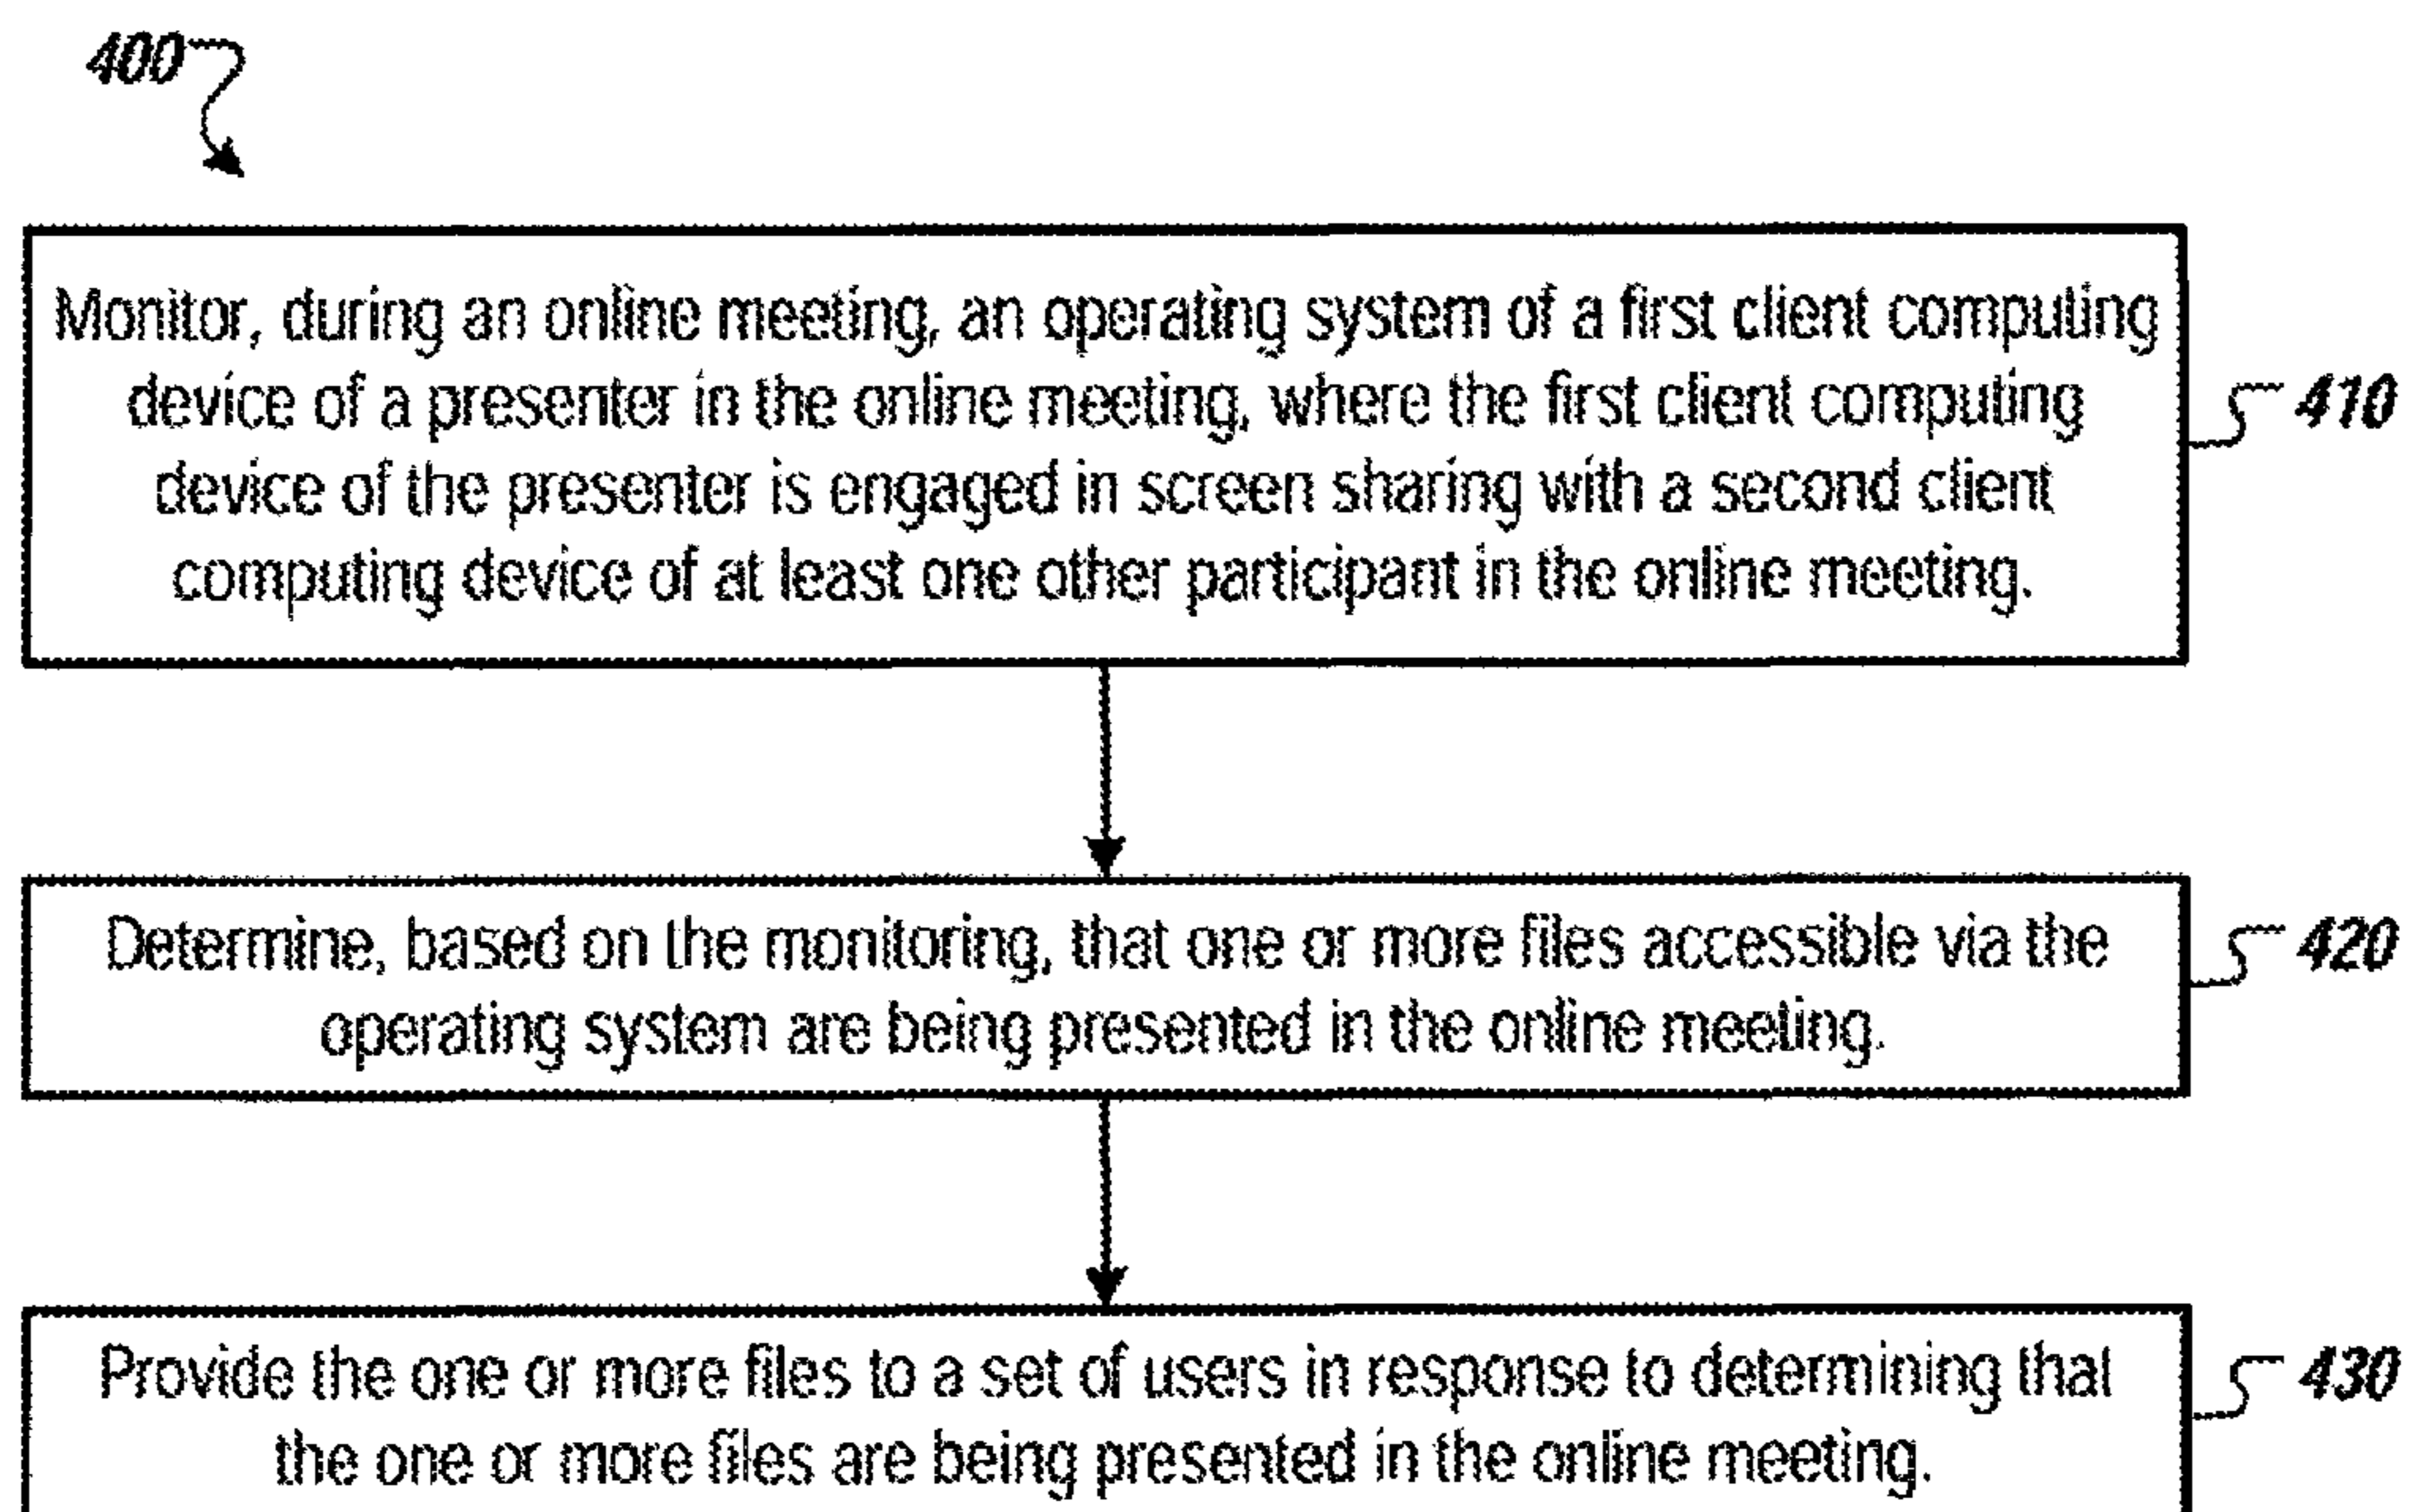 400
Monitor, during an online meeting, an operating system of a first client computing
device of a presenter in the online meeting, where the first client computing
device of the presenter is engaged in screen sharing with a second client
computing device of at least one other participant in the online meeting.
410
Determine, based on the monitoring, that one or more files accessible via the
operating system are being presented in the online meeting.
420
Provide the one or more files to a set of users in response to determining that
the one or more files are being presented in the online meeting.
430